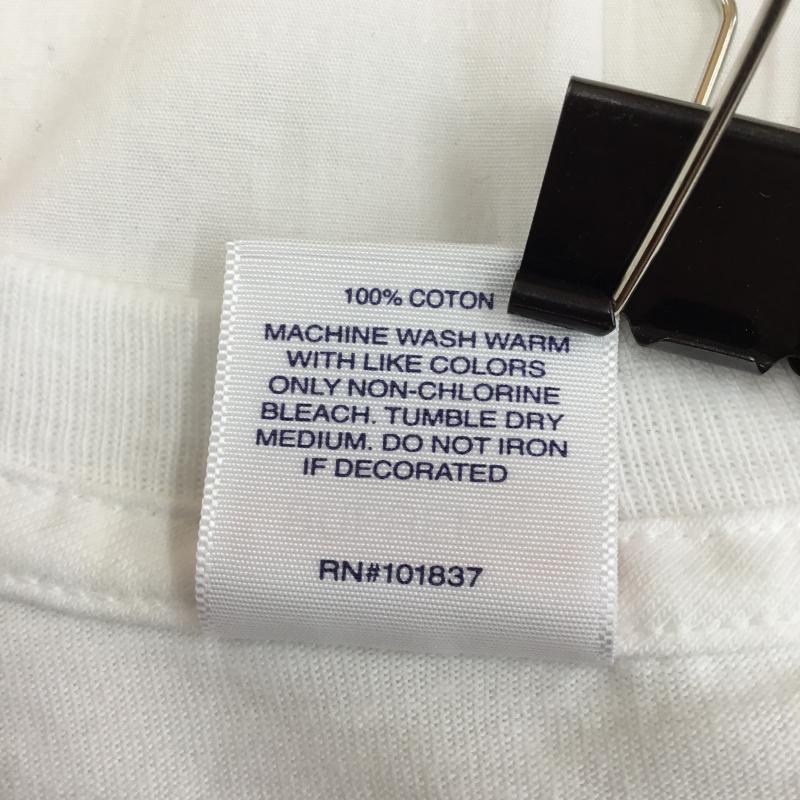 100% COTON
MACHINE WASH WARM
WITH LIKE COLORS
ONLY NON-CHLORINE
BLEACH. TUMBLE DRY
MEDIUM. DO NOT IRON
IF DECORATED
RN#101837